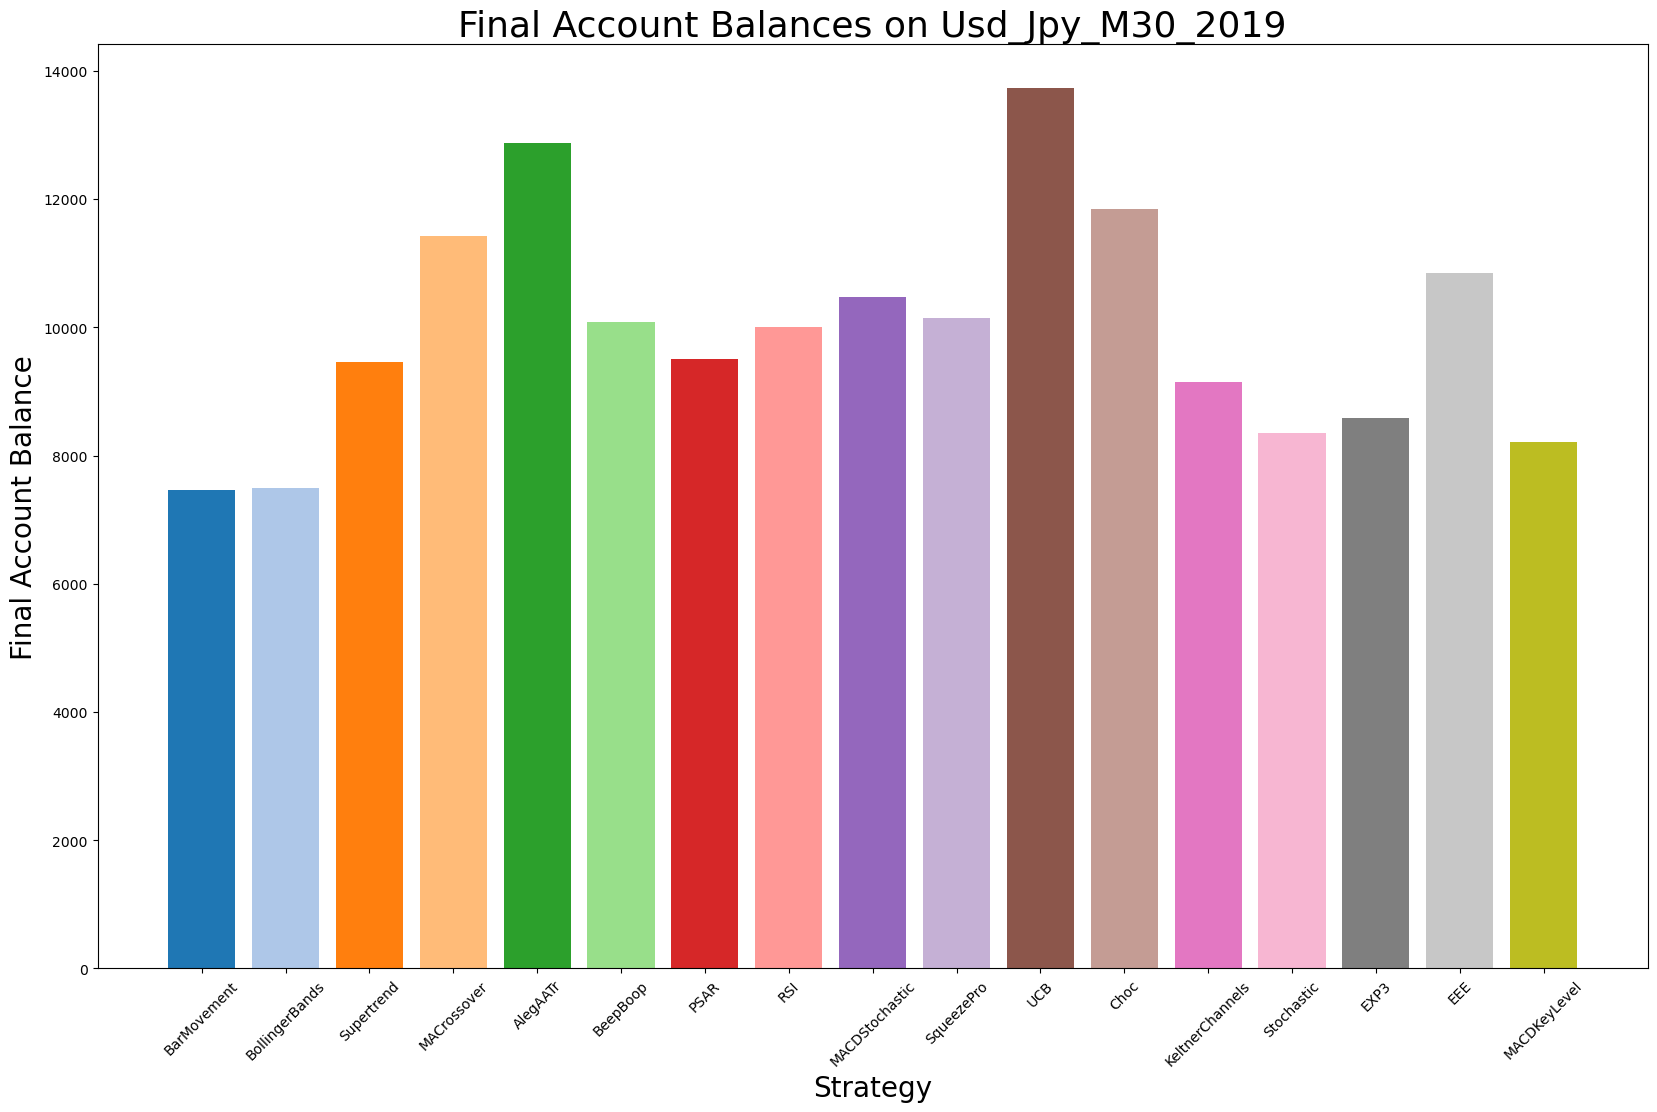 Final Account Balances on Usd_Jpy_M30_2019
Final Account Balance
14000
12000
10000
8000
6000
4000
2000
0
BarMovement
BollingerBands
Supertrend
MACrossover
AlegAATr
BeepBoop
PSAR
RSI
MACDStochastic
SqueezePro
UCB
Choc
KeltnerChannels
Stochastic
EXP3
EEE
MACDKeyLevel
Strategy